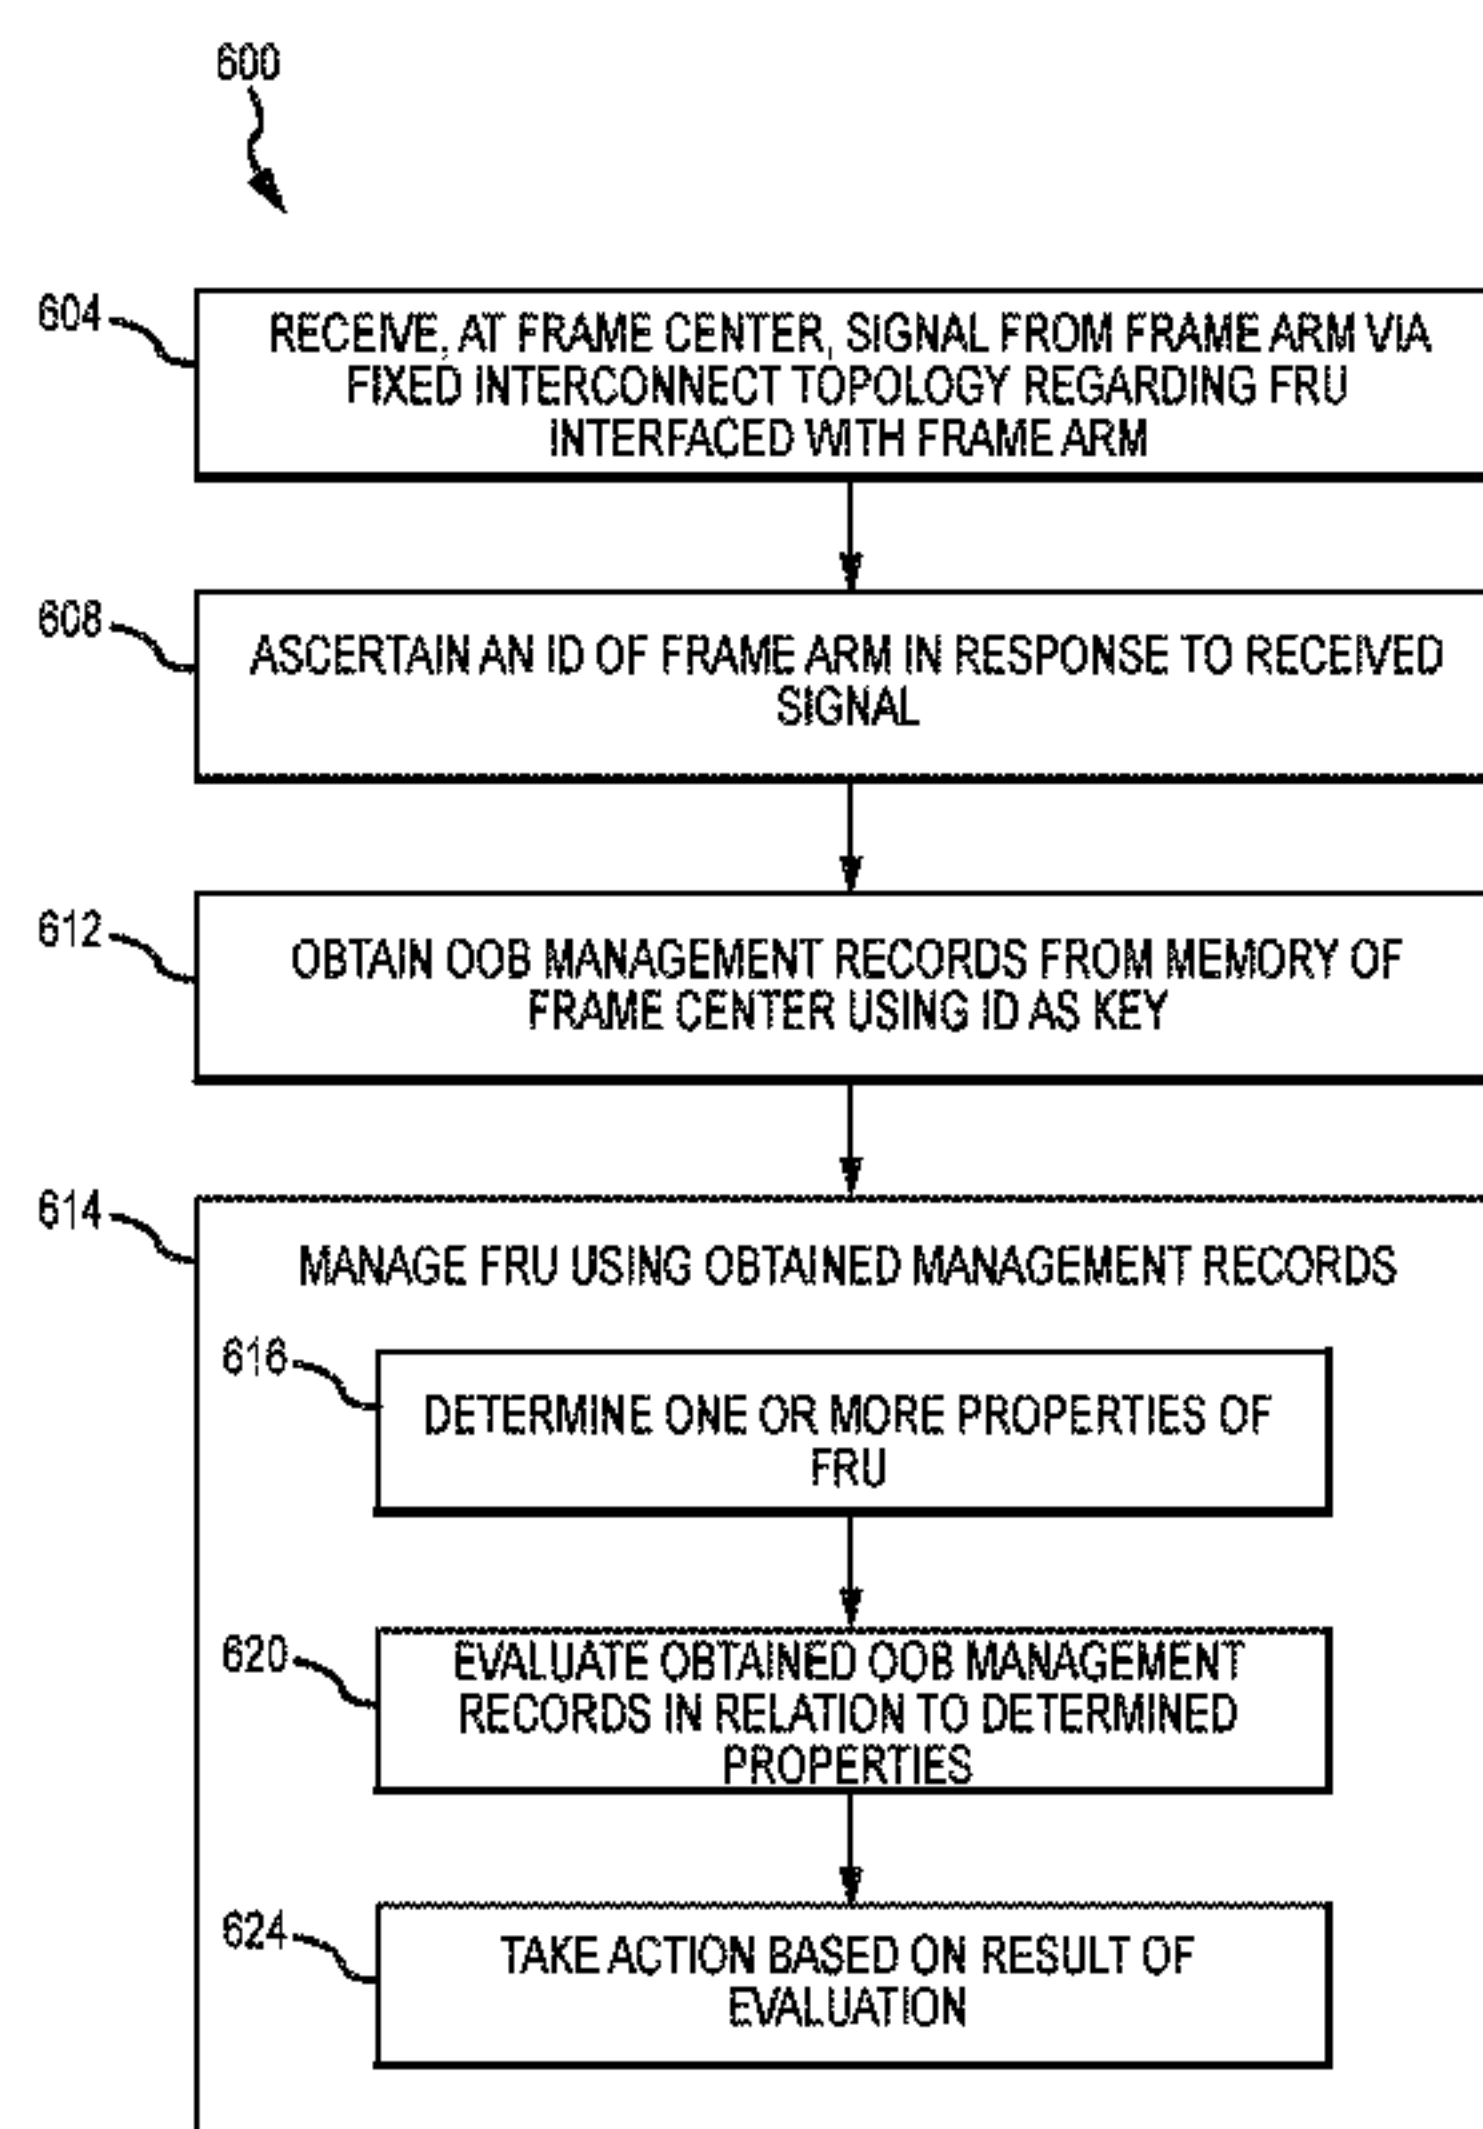 600
604
RECEIVE, AT FRAME CENTER, SIGNAL FROM FRAME ARM VIA
FIXED INTERCONNECT TOPOLOGY REGARDING FRU
INTERFACED WITH FRAME ARM
608
ASCERTAIN AN ID OF FRAME ARM IN RESPONSE TO RECEIVED
SIGNAL
612
OBTAIN OOB MANAGEMENT RECORDS FROM MEMORY OF
FRAME CENTER USING ID AS KEY
614
MANAGE FRU USING OBTAINED MANAGEMENT RECORDS
616
DETERMINE ONE OR MORE PROPERTIES OF
FRU
620
EVALUATE OBTAINED OOB MANAGEMENT
RECORDS IN RELATION TO DETERMINED
PROPERTIES
624
TAKE ACTION BASED ON RESULT OF
EVALUATION